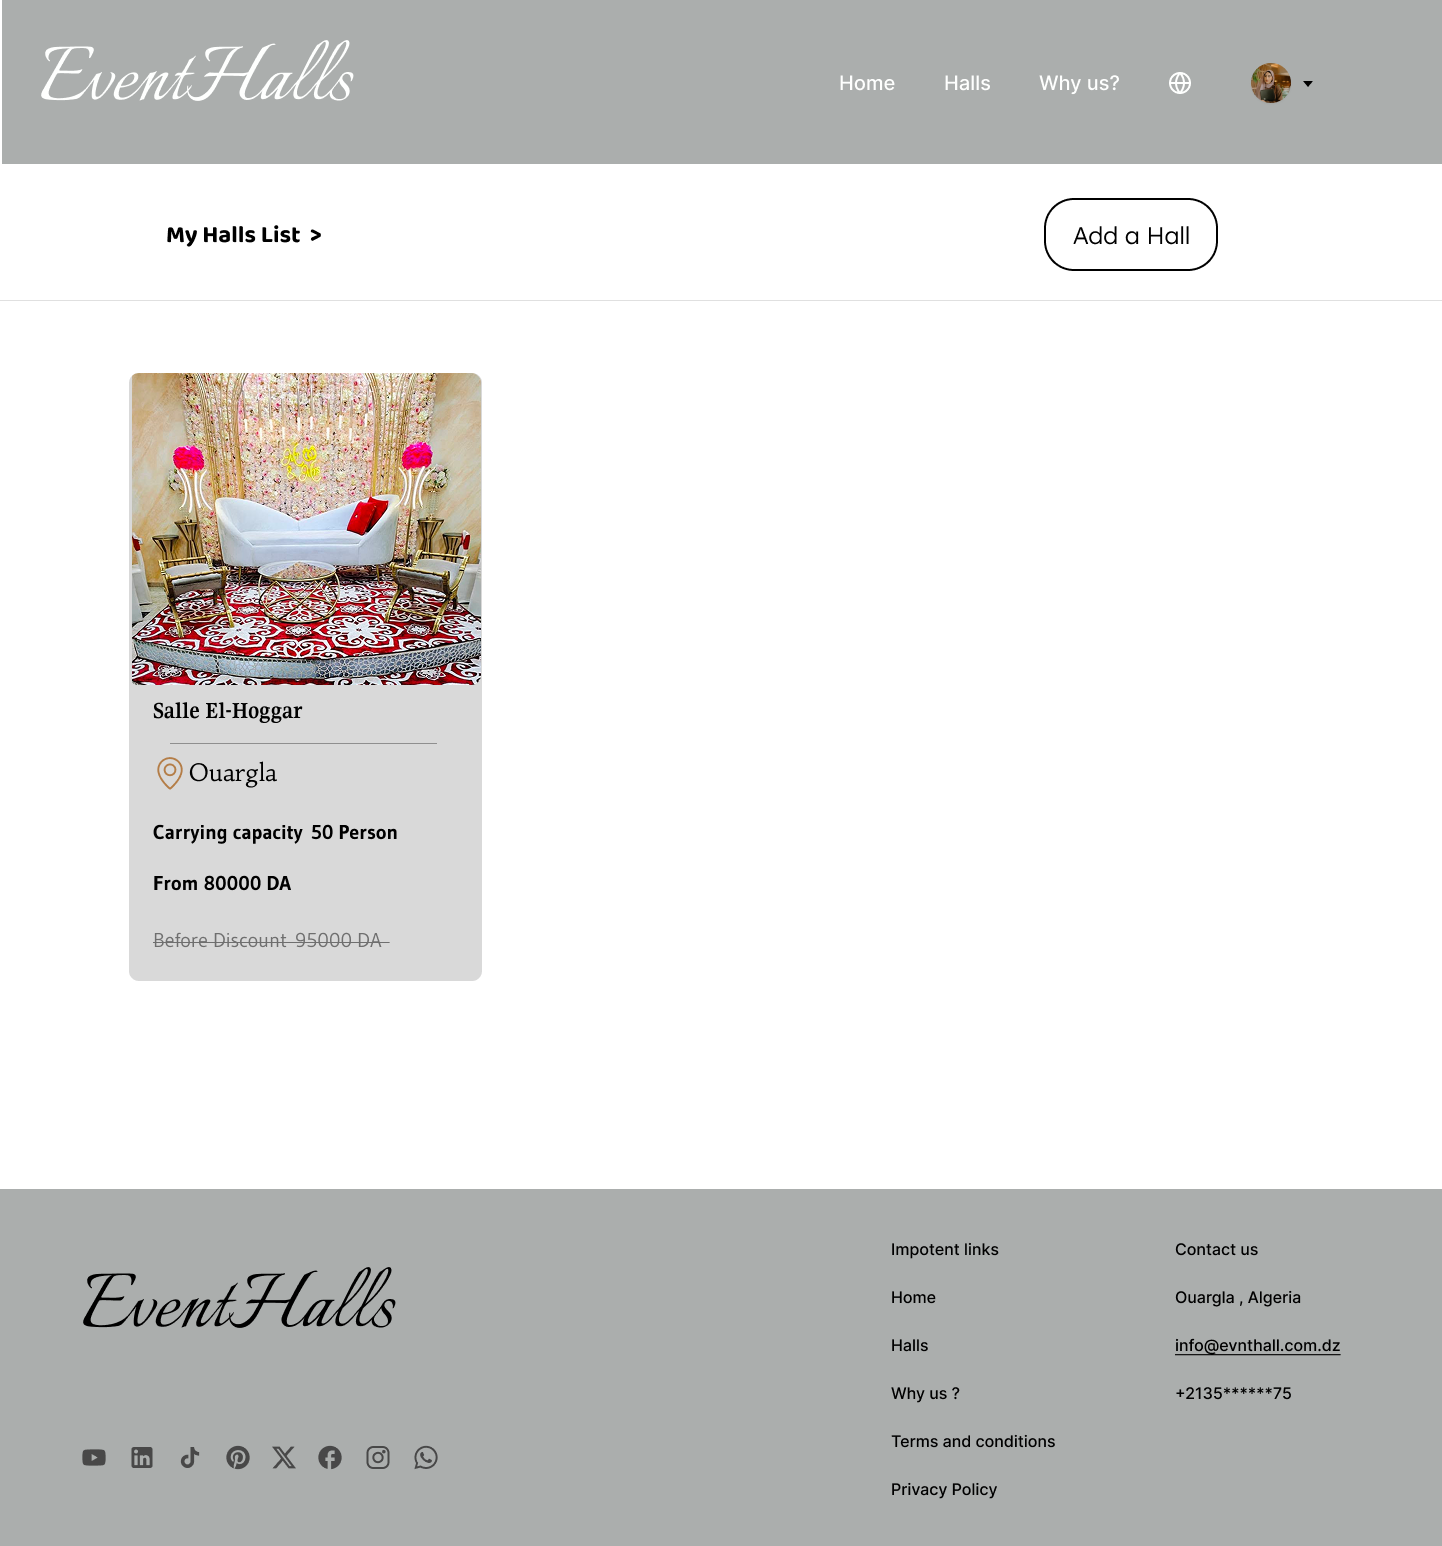 EventHalls
Home Halls Why us?
My Halls List >
Add a Hall
Salle El-Hoggar
Ouargla
Carrying capacity 50 Person
From 80000 DA
Before Discount 95000 DA
EventHalls
Impotent links
Home
Halls
Why us ?
Terms and conditions
Privacy Policy
Contact us
Ouargla , Algeria
info@evnthall.com.dz
+2135******75